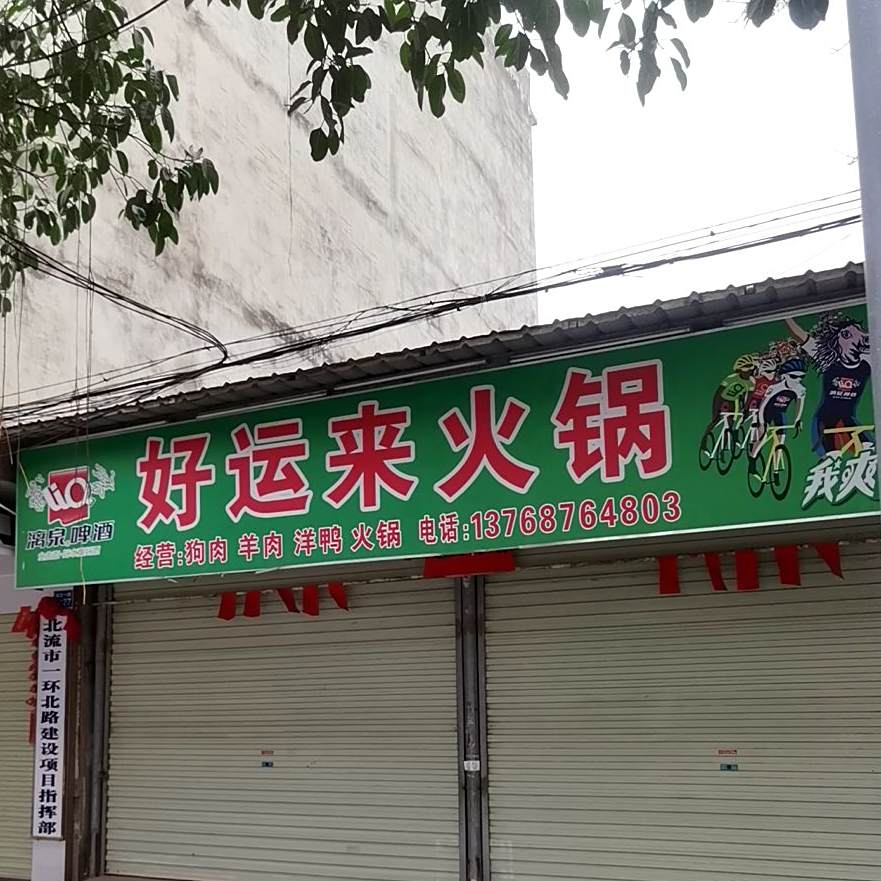 好运来火锅
漓泉啤酒
经营:狗肉 羊肉 洋鸭 火锅 电话:13768764803
我爽
北流市一环北路建设项目指挥部